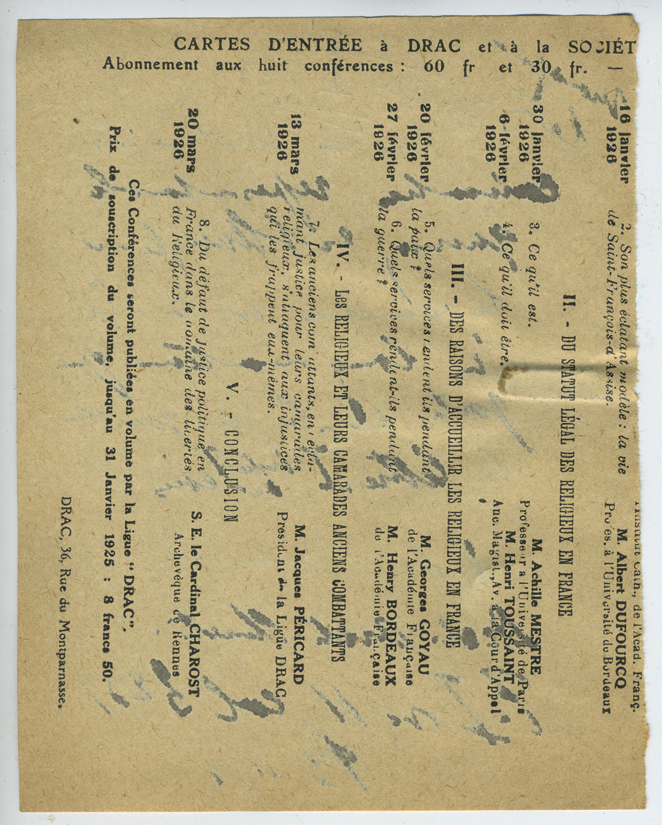 CARTES D'ENTRÉE à DRAC et à la SOCIÉT
Abonnement aux huit conférences : 60 fr et 30 fr. —
l'Institut Cath., de l'Acad. Franç.
16 janvier
1926
2. Son plus éclatant modèle : la vie
de Saint-François-d'Assise.
M. Albert DUFOURCQ
Profes. à l'Université de Bordeaux
II. - DU STATUT LÉGAL DES RELIGIEUX EN FRANCE
30 janvier
1926
3. Ce qu'il est.
M. Achille MESTRE
Professeur à l'Université de Paris
6 février
1926
4. Ce qu'il doit être.
M. Henri TOUSSAINT
Anc. Magist., Av. à la Cour d'Appel
III. - DES RAISONS D'ACCUEILLIR LES RELIGIEUX EN FRANCE
20 février
1926
5. Quels services rendent ils pendant
la paix ?
M. Georges GOYAU
de l'Académie Française
27 février
1926
6. Quels services rendent-ils pendant
la guerre ?
M. Henry BORDEAUX
de l'Académie Française
IV. - LES RELIGIEUX ET LEURS CAMARADES ANCIENS COMBATTANTS
13 mars
1926
7. Les anciens combattants, en récla-
mant justice pour leurs camarades
religieux, s'attaquent aux injustices
qui les frappent eux-mêmes.
M. Jacques PÉRICARD
Président de la Ligue DRAC
V. - CONCLUSION
20 mars
1926
8. Du défaut de justice politique en
France dans le domaine des libertés
du Religieux.
S. E. le Cardinal CHAROST
Archevêque de Rennes
Ces Conférences seront publiées en volume par la Ligue " DRAC ".
Prix de souscription du volume, jusqu'au 31 Janvier 1925 : 8 francs 50.
DRAC, 36, Rue du Montparnasse.